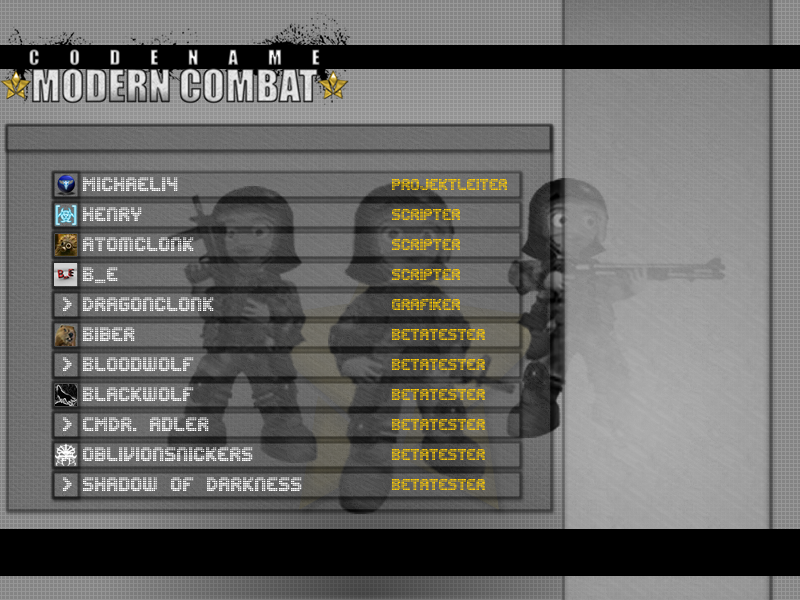 CODENAME
MODERN COMBAT
MICHAEL14 PROJEKTLEITER
HENRY SCRIPTER
ATOMCLONK SCRIPTER
B_E B_E SCRIPTER
DRAGONCLONK GRAFIKER
BIBER BETATESTER
BLOODWOLF BETATESTER
BLACKWOLF BETATESTER
CMDR. ADLER BETATESTER
OBLIVIONSNICKERS BETATESTER
SHADOW OF DARKNESS BETATESTER